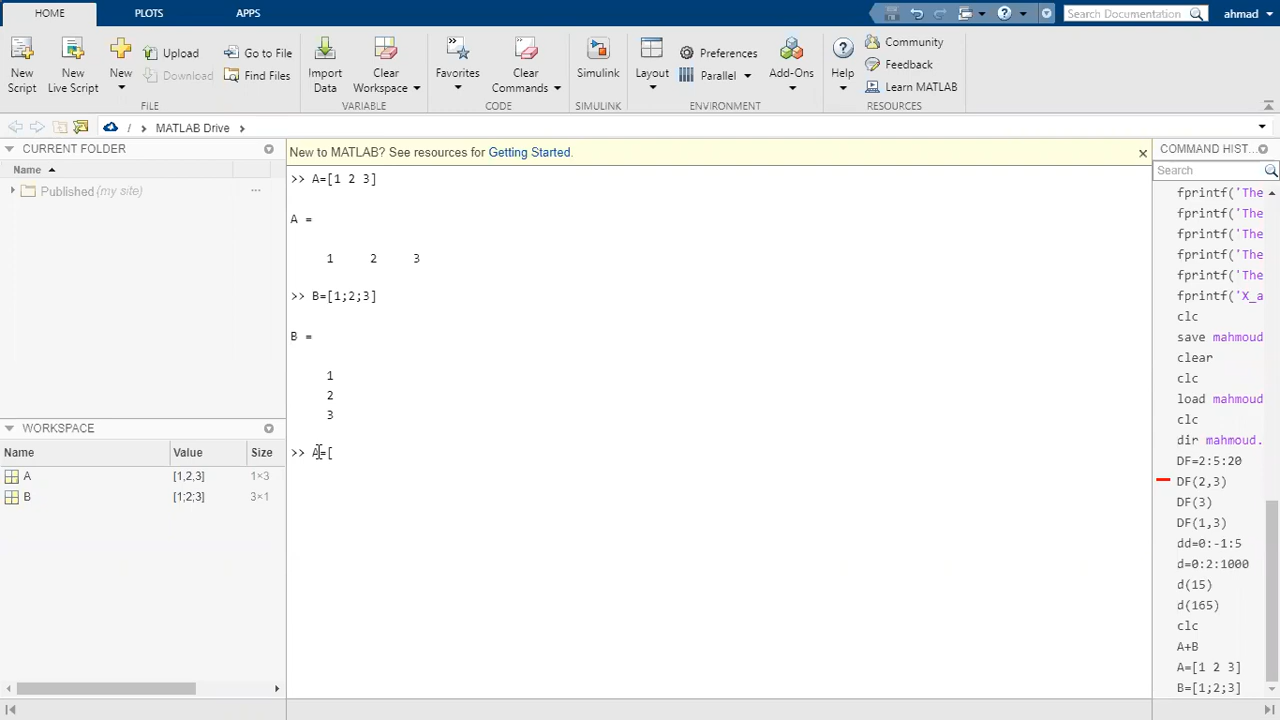 HOME PLOTS APPS
Search Documentation ahmad
New Script
New Live Script
New
Upload
Download
Go to File
Find Files
Import Data
Clear Workspace
Favorites
Clear Commands
Simulink
Layout
Preferences
Parallel
Add-Ons
Help
Community
Feedback
Learn MATLAB
FILE VARIABLE CODE SIMULINK ENVIRONMENT RESOURCES
/ MATLAB Drive
CURRENT FOLDER
Name
Published (my site)
WORKSPACE
Name Value Size
A [1,2,3] 1×3
B [1;2;3] 3×1
New to MATLAB? See resources for Getting Started.
>> A=[1 2 3]
A =
1 2 3
>> B=[1;2;3]
B =
1
2
3
>> A=[
COMMAND HIST...
Search
fprintf('The
fprintf('The
fprintf('The
fprintf('The
fprintf('The
fprintf('X_a
clc
save mahmoud
clear
clc
load mahmoud
clc
dir mahmoud.
DF=2:5:20
DF(2,3)
DF(3)
DF(1,3)
dd=0:-1:5
d=0:2:1000
d(15)
d(165)
clc
A+B
A=[1 2 3]
B=[1;2;3]